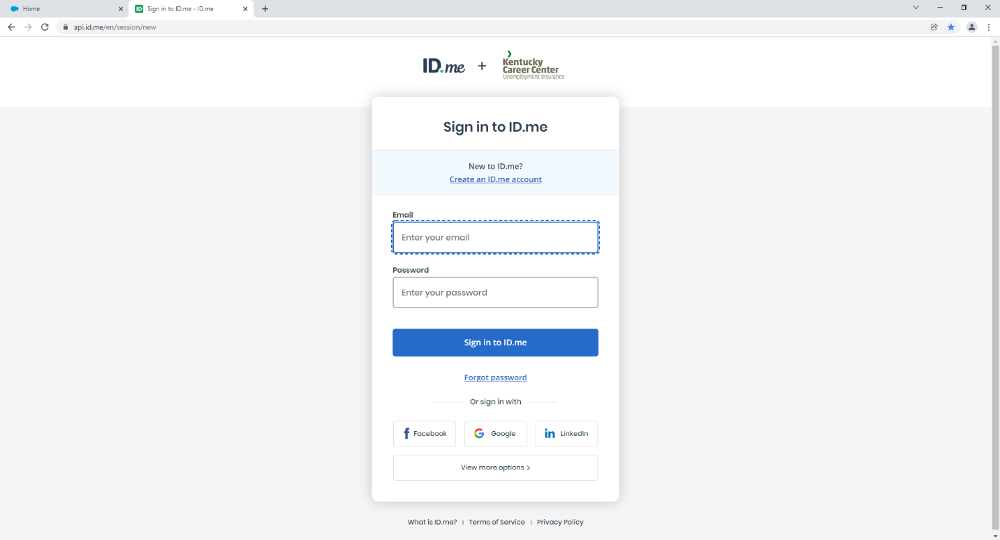 Home
Sign in to ID.me - ID.me
api.id.me/en/session/new
ID.me + Kentucky Career Center
Unemployment Insurance
Sign in to ID.me
New to ID.me?
Create an ID.me account
Email
Enter your email
Password
Enter your password
Sign in to ID.me
Forgot password
Or sign in with
Facebook Google LinkedIn
View more options
What is ID.me? | Terms of Service | Privacy Policy